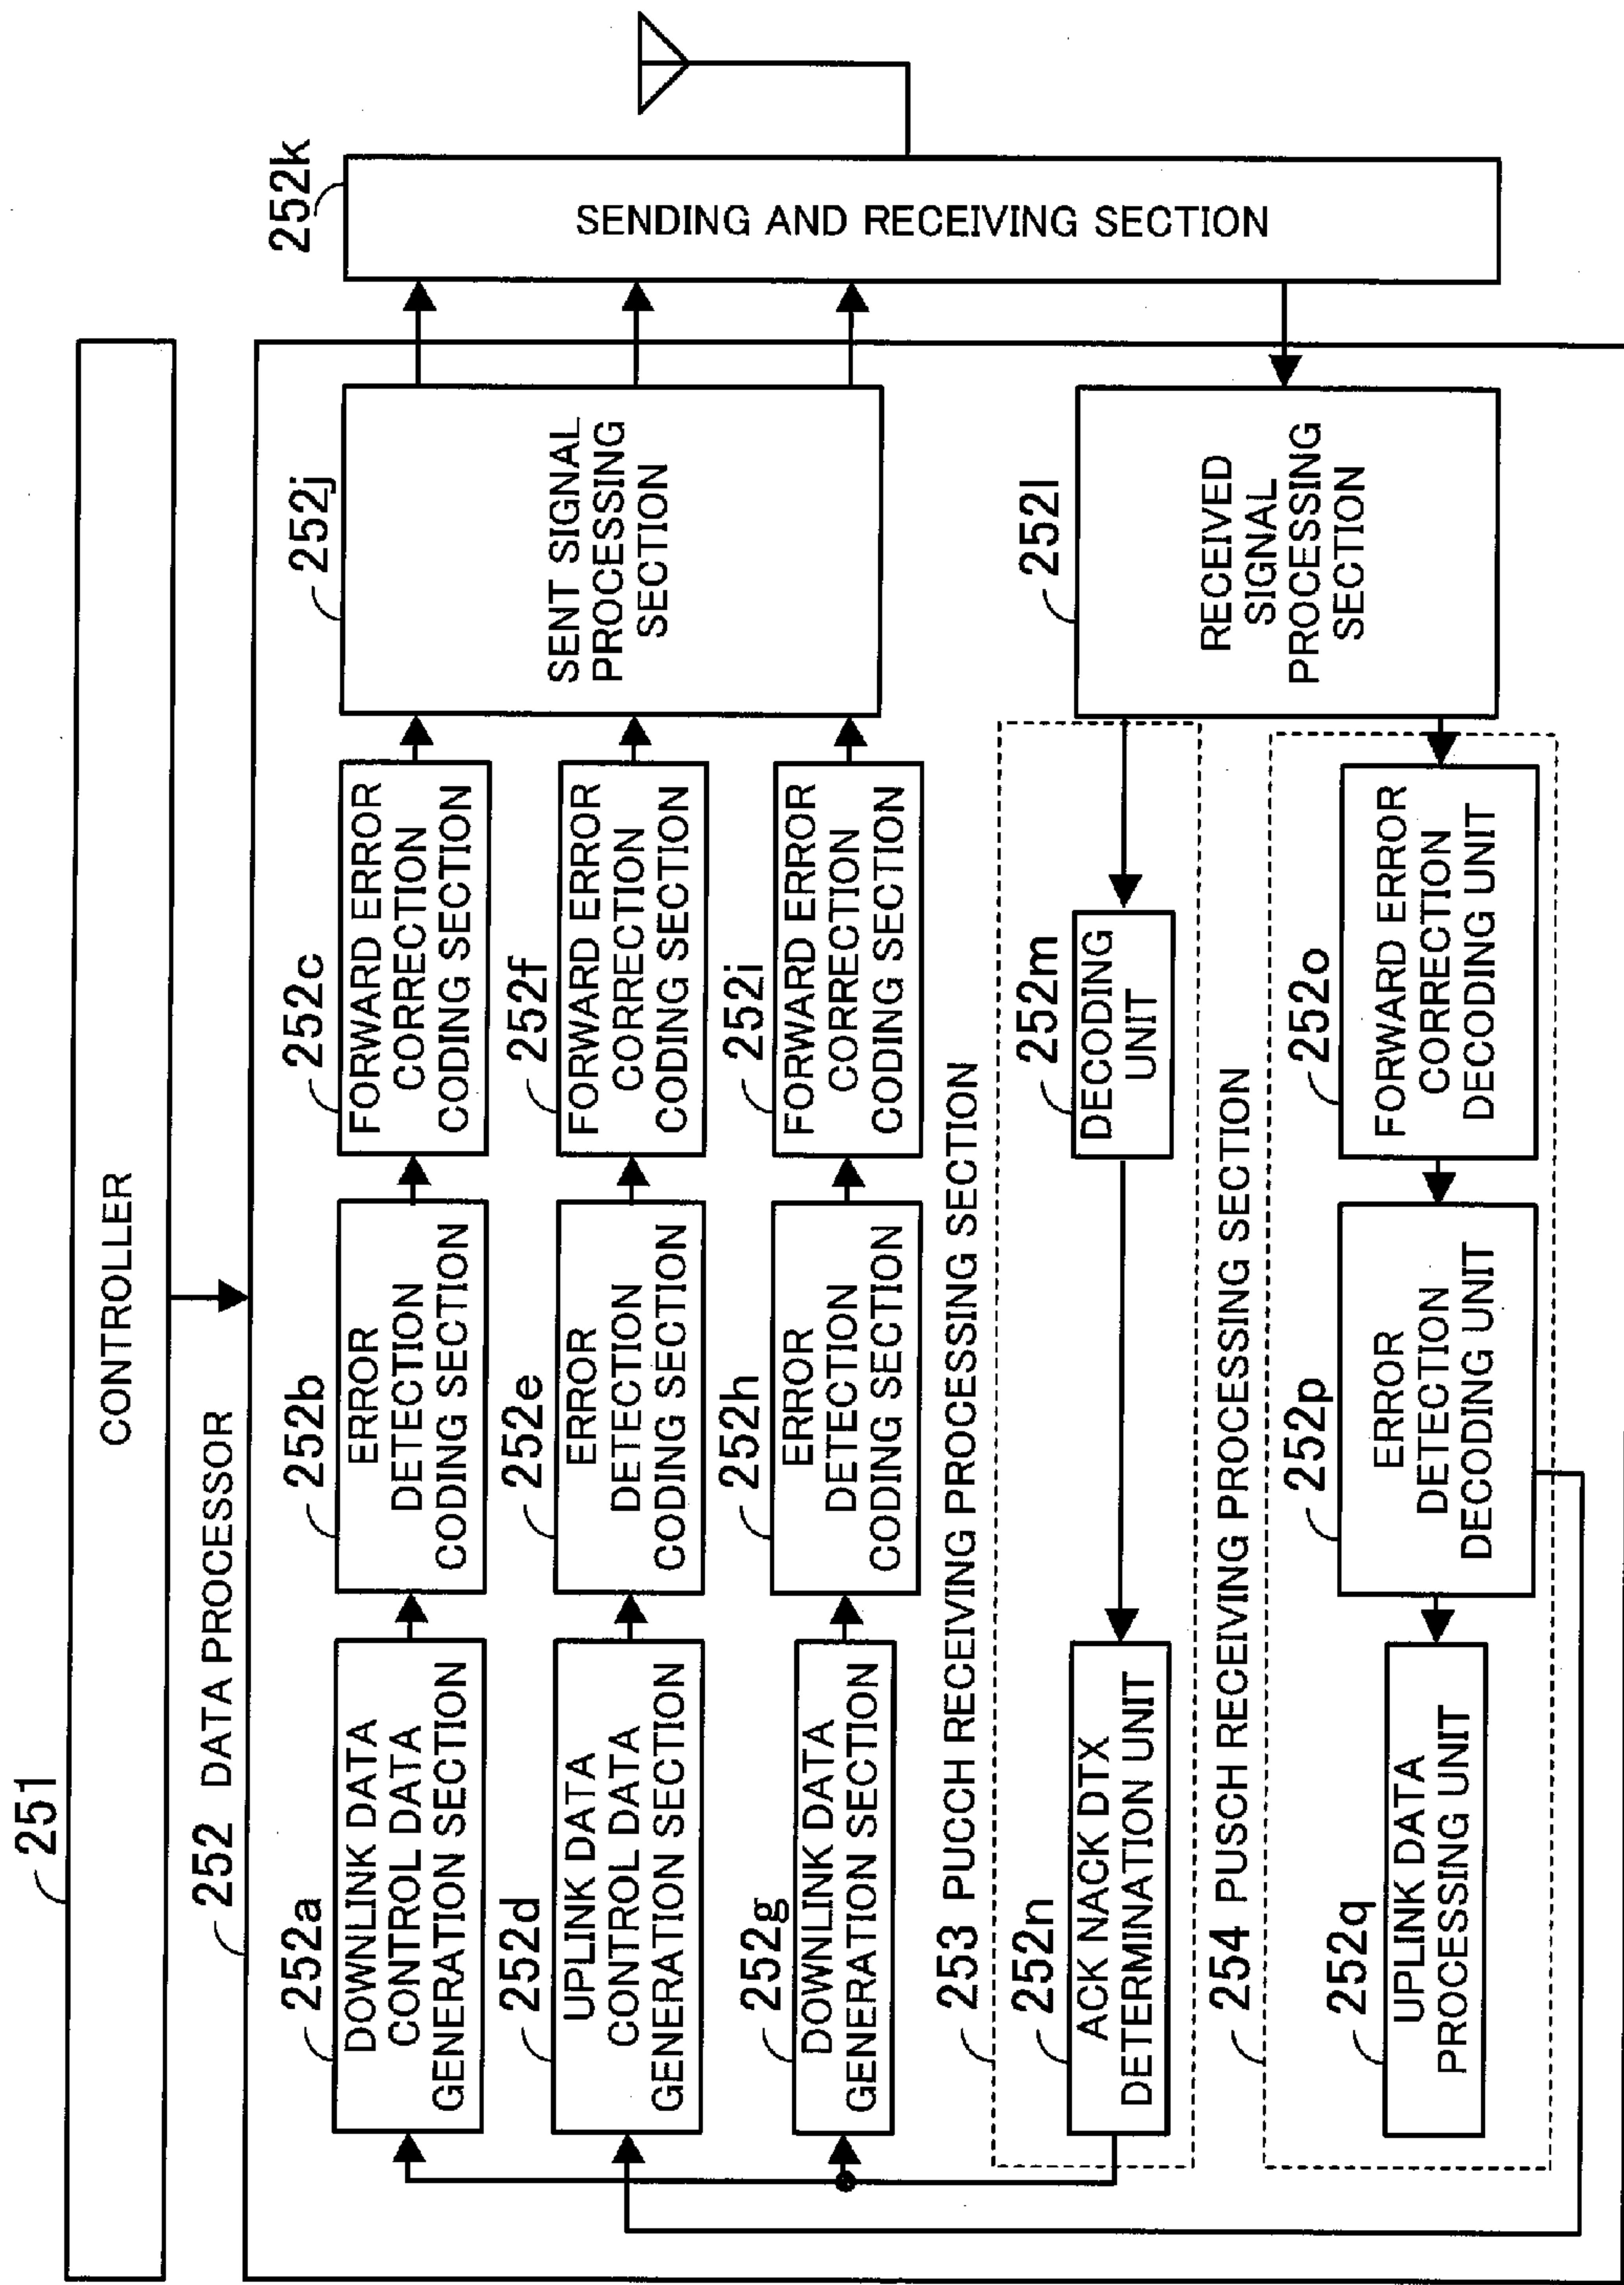 251
CONTROLLER
252 DATA PROCESSOR
252a
DOWNLINK DATA
CONTROL DATA
GENERATION SECTION
252b
ERROR
DETECTION
CODING SECTION
252c
FORWARD ERROR
CORRECTION
CODING SECTION
252d
UPLINK DATA
CONTROL DATA
GENERATION SECTION
252e
ERROR
DETECTION
CODING SECTION
252f
FORWARD ERROR
CORRECTION
CODING SECTION
252g
DOWNLINK DATA
GENERATION SECTION
252h
ERROR
DETECTION
CODING SECTION
252i
FORWARD ERROR
CORRECTION
CODING SECTION
252j
SENT SIGNAL
PROCESSING
SECTION
252k
SENDING AND RECEIVING SECTION
253 PUCCH RECEIVING PROCESSING SECTION
252n
ACK NACK DTX
DETERMINATION UNIT
252m
DECODING
UNIT
252l
RECEIVED
SIGNAL
PROCESSING
SECTION
254 PUSCH RECEIVING PROCESSING SECTION
252q
UPLINK DATA
PROCESSING UNIT
252p
ERROR
DETECTION
DECODING UNIT
252o
FORWARD ERROR
CORRECTION
DECODING UNIT